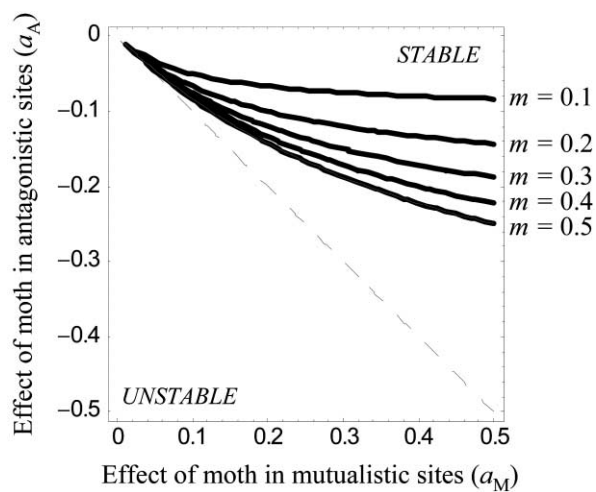 Effect of moth in antagonistic sites (aA)
0
−0.1
−0.2
−0.3
−0.4
−0.5
STABLE
UNSTABLE
m = 0.1
m = 0.2
m = 0.3
m = 0.4
m = 0.5
0 0.1 0.2 0.3 0.4 0.5
Effect of moth in mutualistic sites (aM)